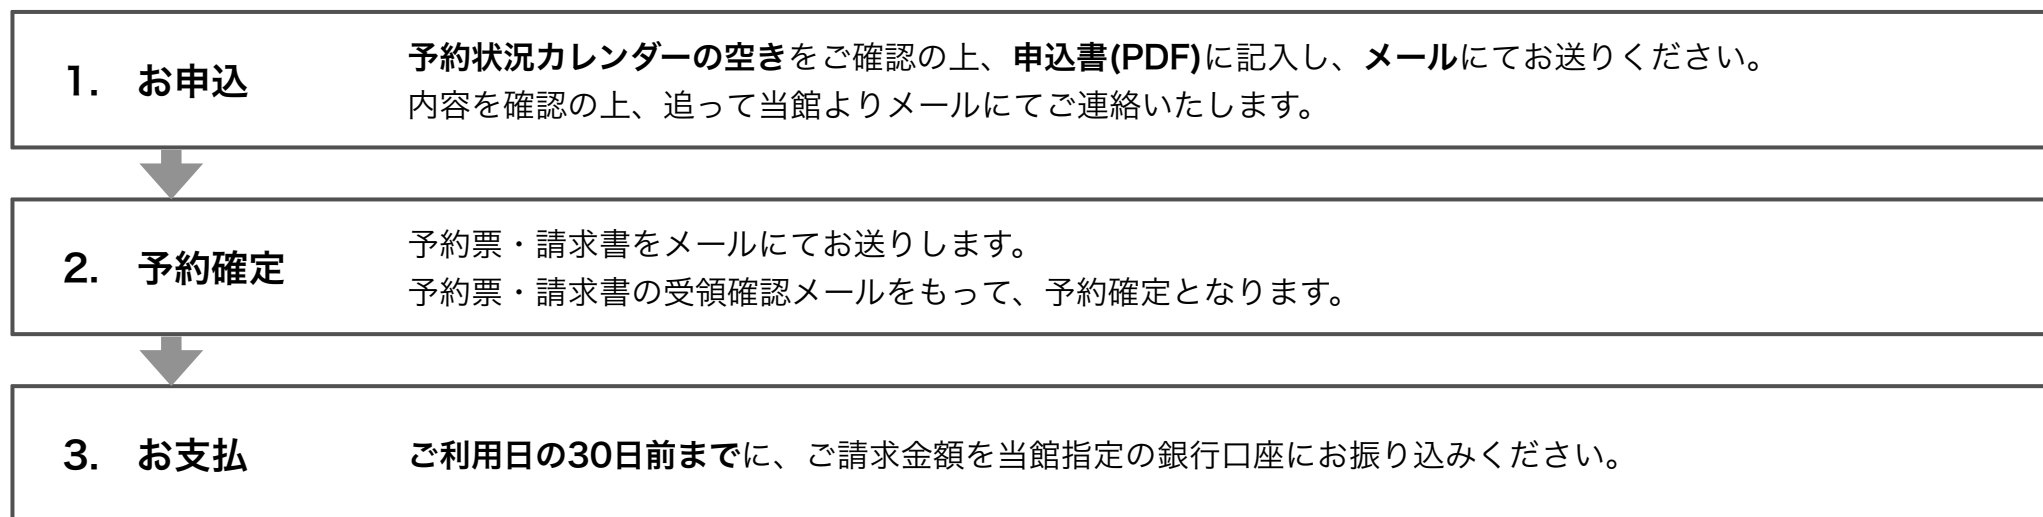 1. お申込
予約状況カレンダーの空きをご確認の上、申込書(PDF)に記入し、メールにてお送りください。
内容を確認の上、追って当館よりメールにてご連絡いたします。
2. 予約確定
予約票・請求書をメールにてお送りします。
予約票・請求書の受領確認メールをもって、予約確定となります。
3. お支払
ご利用日の30日前までに、ご請求金額を当館指定の銀行口座にお振り込みください。